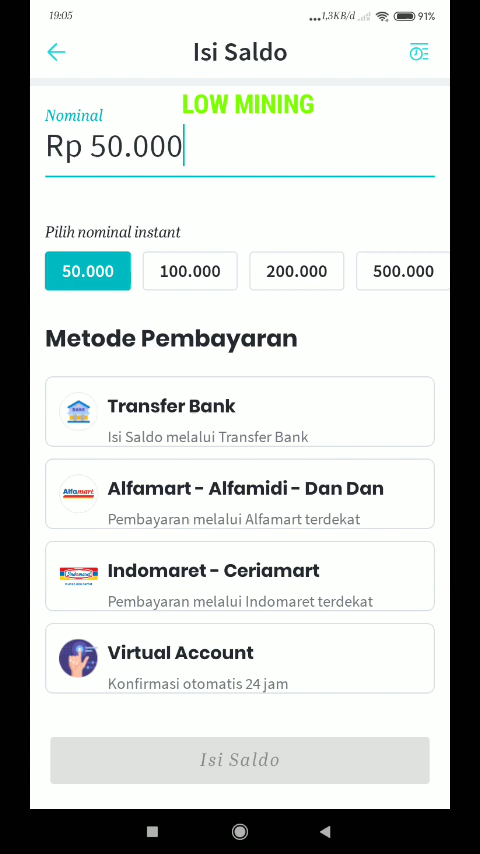 19:05
...1,3KB/d
91%
Isi Saldo
LOW MINING
Nominal
Rp 50.000
Pilih nominal instant
50.000 100.000 200.000 500.000
Metode Pembayaran
Transfer Bank
Isi Saldo melalui Transfer Bank
Alfamart
Alfamart - Alfamidi - Dan Dan
Pembayaran melalui Alfamart terdekat
Indomaret
Indomaret - Ceriamart
Pembayaran melalui Indomaret terdekat
Virtual Account
Konfirmasi otomatis 24 jam
Isi Saldo